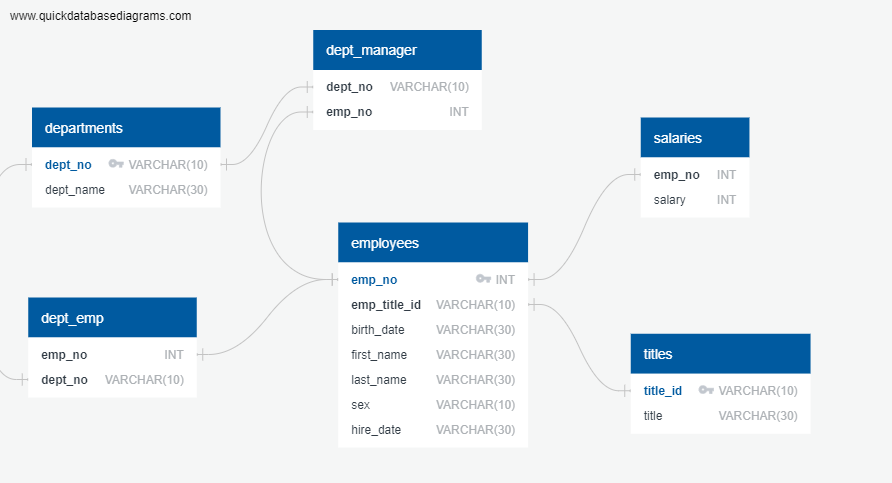 www.quickdatabasediagrams.com
dept_manager
dept_no VARCHAR(10)
emp_no INT
departments
dept_no VARCHAR(10)
dept_name VARCHAR(30)
salaries
emp_no INT
salary INT
employees
emp_no INT
emp_title_id VARCHAR(10)
birth_date VARCHAR(30)
first_name VARCHAR(30)
last_name VARCHAR(30)
sex VARCHAR(10)
hire_date VARCHAR(30)
dept_emp
emp_no INT
dept_no VARCHAR(10)
titles
title_id VARCHAR(10)
title VARCHAR(30)